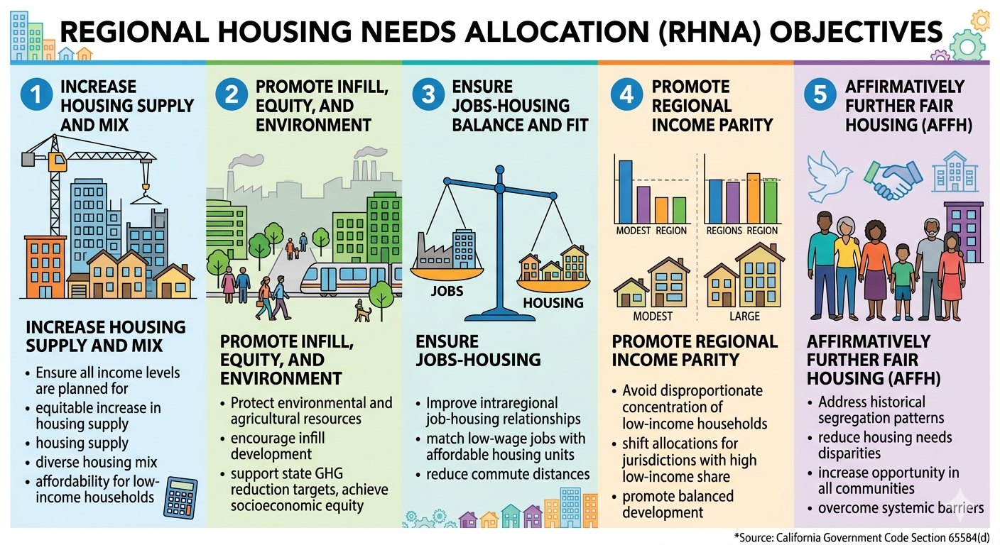 REGIONAL HOUSING NEEDS ALLOCATION (RHNA) OBJECTIVES
1
INCREASE
HOUSING SUPPLY
AND MIX
INCREASE HOUSING
SUPPLY AND MIX
• Ensure all income levels
are planned for
• equitable increase in
housing supply
• housing supply
• diverse housing mix
• affordability for low-
income households
2
PROMOTE INFILL,
EQUITY, AND
ENVIRONMENT
PROMOTE INFILL,
EQUITY, AND
ENVIRONMENT
• Protect environmental and
agricultural resources
• encourage infill
development
• support state GHG
reduction targets, achieve
socioeconomic equity
3
ENSURE
JOBS-HOUSING
BALANCE AND FIT
JOBS
HOUSING
ENSURE
JOBS-HOUSING
• Improve intraregional
job-housing relationships
• match low-wage jobs with
affordable housing units
• reduce commute distances
4
PROMOTE
REGIONAL
INCOME PARITY
MODEST REGION
REGIONS REGION
MODEST
LARGE
PROMOTE REGIONAL
INCOME PARITY
• Avoid disproportionate
concentration of
low-income households
• shift allocations for
jurisdictions with high
low-income share
• promote balanced
development
5
AFFIRMATIVELY
FURTHER FAIR
HOUSING (AFFH)
AFFIRMATIVELY
FURTHER FAIR
HOUSING (AFFH)
• Address historical
segregation patterns
• reduce housing needs
disparities
• increase opportunity in
all communities
• overcome systemic barriers
*Source: California Government Code Section 65584(d)